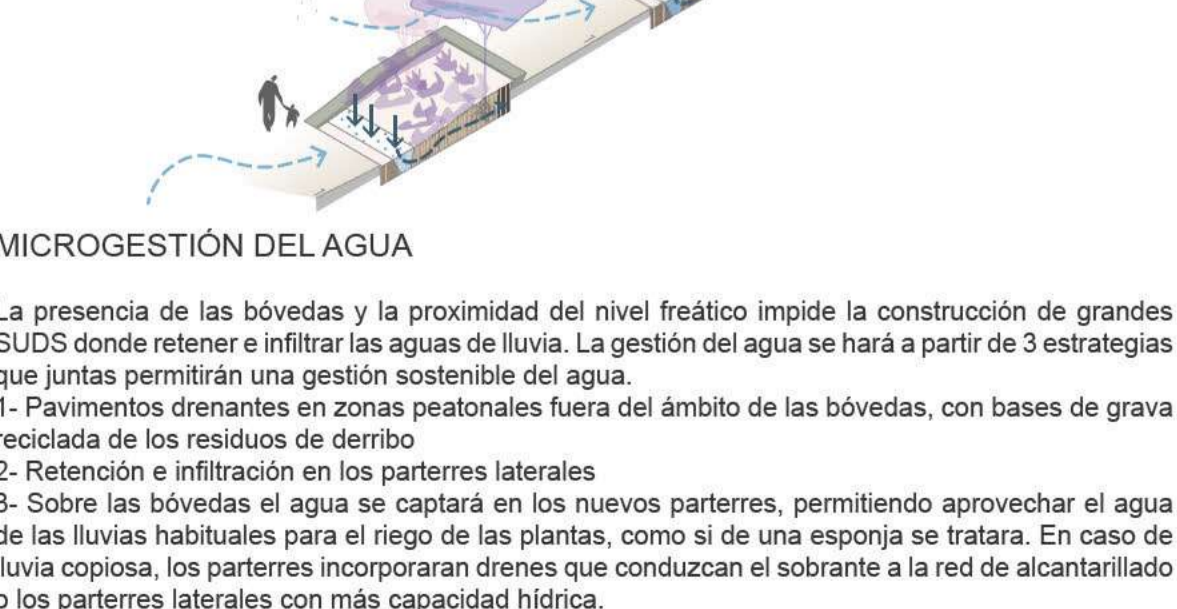 MICROGESTIÓN DEL AGUA
La presencia de las bóvedas y la proximidad del nivel freático impide la construcción de grandes
SUDS donde retener e infiltrar las aguas de lluvia. La gestión del agua se hará a partir de 3 estrategias
que juntas permitirán una gestión sostenible del agua.
1- Pavimentos drenantes en zonas peatonales fuera del ámbito de las bóvedas, con bases de grava
reciclada de los residuos de derribo
2- Retención e infiltración en los parterres laterales
3- Sobre las bóvedas el agua se captará en los nuevos parterres, permitiendo aprovechar el agua
de las lluvias habituales para el riego de las plantas, como si de una esponja se tratara. En caso de
lluvia copiosa, los parterres incorporaran drenes que conduzcan el sobrante a la red de alcantarillado
o los parterres laterales con más capacidad hídrica.